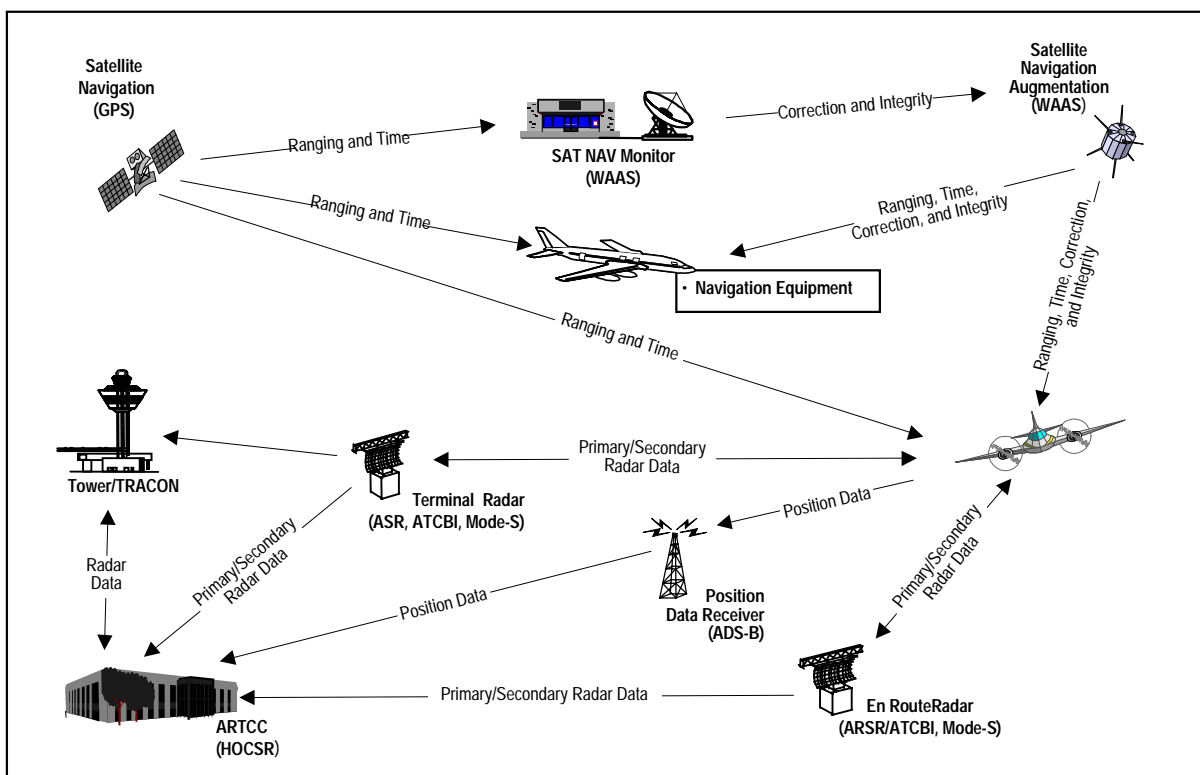 Satellite
Navigation
(GPS)
Satellite
Navigation
Augmentation
(WAAS)
Ranging and Time
Correction and Integrity
SAT NAV Monitor
(WAAS)
Ranging and Time
Ranging, Time,
Correction, and Integrity
• Navigation Equipment
Ranging, Time, Correction,
and Integrity
Ranging and Time
Tower/TRACON
Primary/Secondary
Radar Data
Terminal Radar
(ASR, ATCBI, Mode-S)
Position Data
Radar
Data
Primary/Secondary
Radar Data
Position Data
Position
Data Receiver
(ADS-B)
Primary/Secondary
Radar Data
Primary/Secondary Radar Data
En RouteRadar
(ARSR/ATCBI, Mode-S)
ARTCC
(HOCSR)